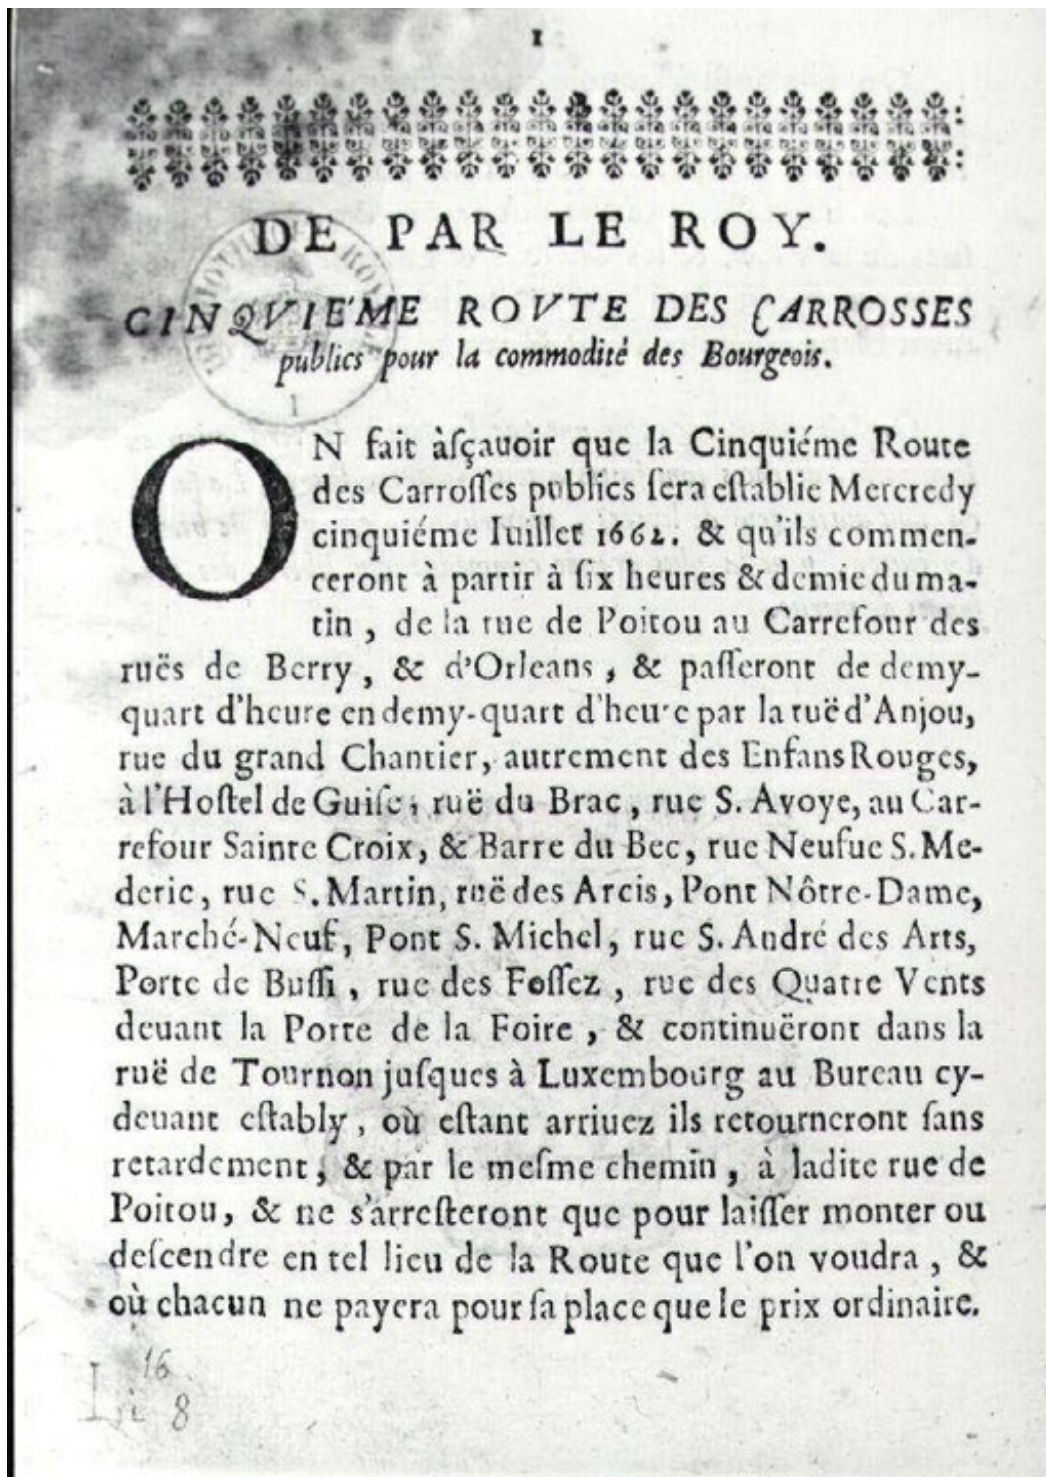 1
DE PAR LE ROY.
CINQVIÉME ROVTE DES CARROSSES
publics pour la commodité des Bourgeois.
ON fait àſçauoir que la Cinquiéme Route
des Carroſſes publics ſera eſtablie Mercredy
cinquiéme Iuillet 1662. & qu'ils commen-
ceront à partir à ſix heures & demie du ma-
tin, de la rue de Poitou au Carrefour des
ruës de Berry, & d'Orleans, & paſſeront de demy-
quart d'heure en demy-quart d'heure par la ruë d'Anjou,
rue du grand Chantier, autrement des Enfans Rouges,
à l'Hoſtel de Guiſe, ruë du Brac, rue S. Avoye, au Car-
refour Sainte Croix, & Barre du Bec, rue Neufue S. Me-
deric, rue S. Martin, ruë des Arcis, Pont Nôtre-Dame,
Marché-Neuf, Pont S. Michel, rue S. André des Arts,
Porte de Buſſi, rue des Foſſez, rue des Quatre Vents
deuant la Porte de la Foire, & continuëront dans la
ruë de Tournon juſques à Luxembourg au Bureau cy-
deuant eſtably, où eſtant arriuez ils retourneront ſans
retardement, & par le meſme chemin, à ladite rue de
Poitou, & ne s'arreſteront que pour laiſſer monter ou
deſcendre en tel lieu de la Route que l'on voudra, &
où chacun ne payera pour ſa place que le prix ordinaire.
16
8